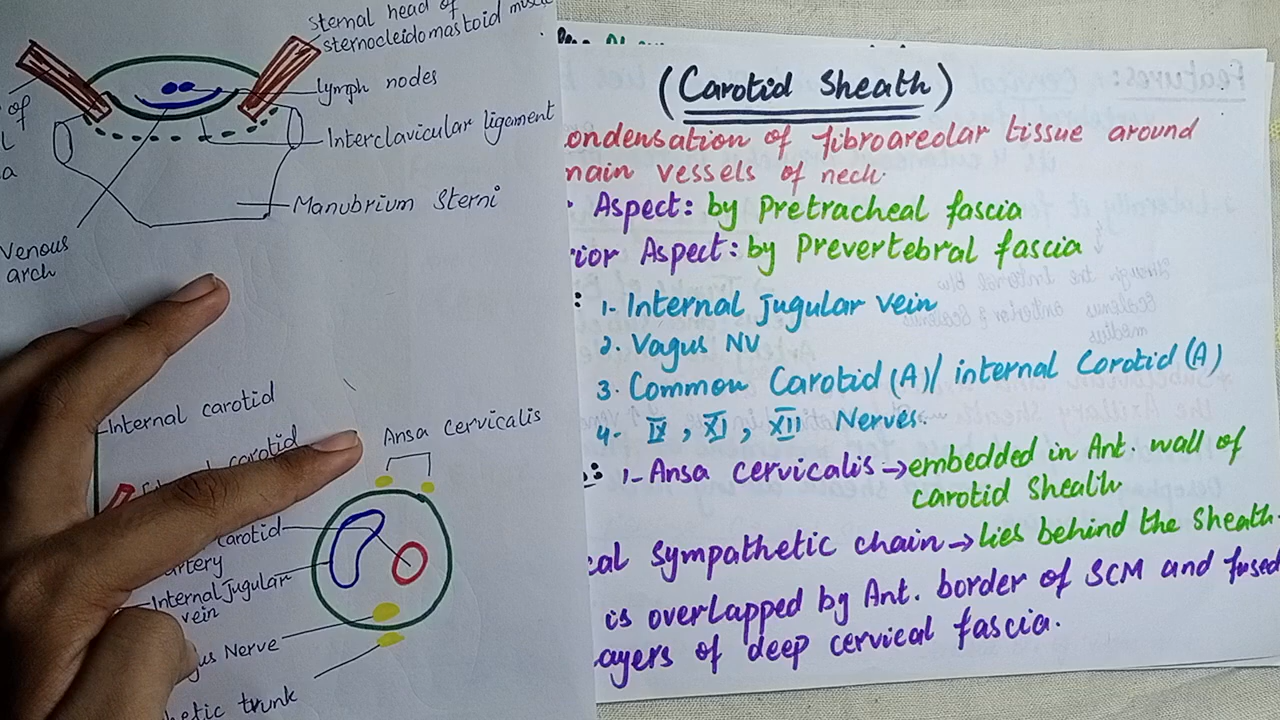 sternal head of
sternocleidomastoid muscle
lymph nodes
Interclavicular ligament
Manubrium Sterni
of
Venous
arch
Internal carotid
carotid
Ansa cervicalis
carotid
artery
Internal Jugular
vein
Nerve
trunk
(Carotid Sheath)
ondensation of fibroareolar tissue around
main vessels of neck.
Aspect: by Pretracheal fascia
rior Aspect: by Prevertebral fascia
: 1. Internal jugular vein
2. Vagus NV
3. Common Carotid (A)/ internal Corotid (A)
4. IX, XI, XII Nerves.
: 1- Ansa cervicalis → embedded in Ant. wall of
carotid Sheath
cal Sympathetic chain → lies behind the sheath.
is overlapped by Ant. border of SCM and fused
ayers of deep cervical fascia.